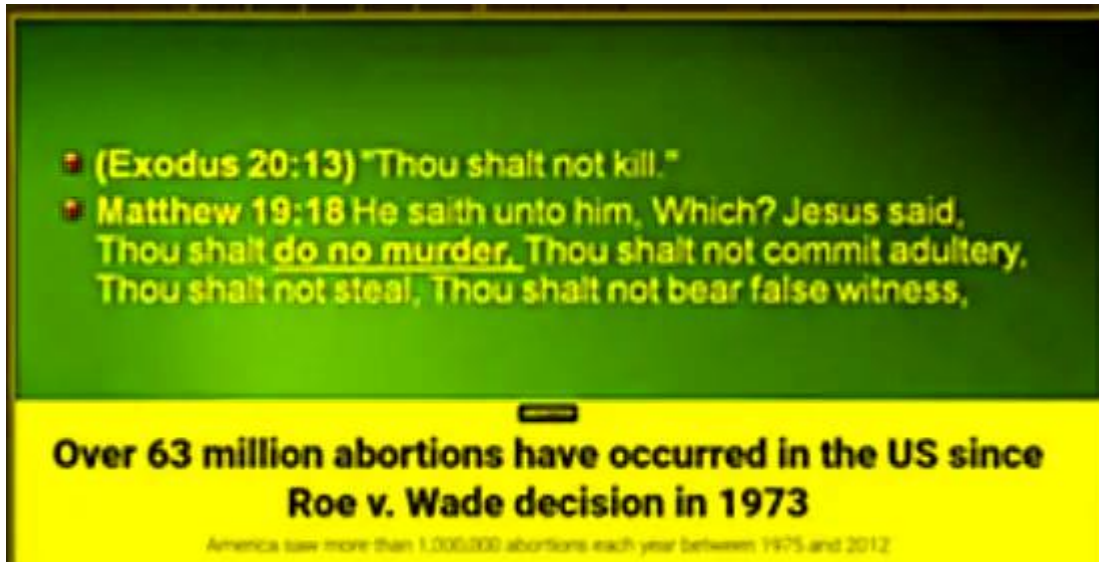 (Exodus 20:13) "Thou shalt not kill."
Matthew 19:18 He saith unto him, Which? Jesus said,
Thou shalt do no murder, Thou shalt not commit adultery,
Thou shalt not steal, Thou shalt not bear false witness,
Over 63 million abortions have occurred in the US since
Roe v. Wade decision in 1973
America saw more than 1,000,000 abortions each year between 1975 and 2012